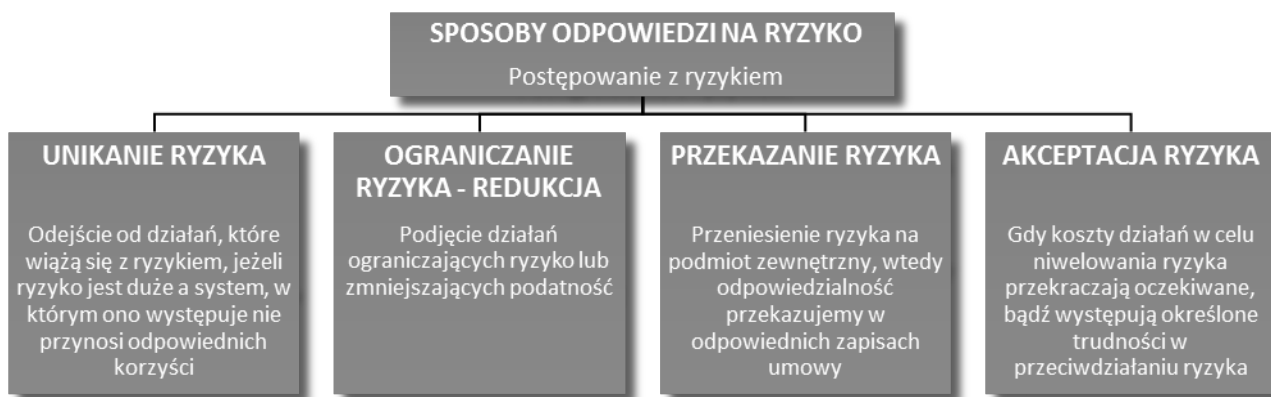 SPOSOBY ODPOWIEDZI NA RYZYKO
Postępowanie z ryzykiem
UNIKANIE RYZYKA
Odejście od działań, które
wiążą się z ryzykiem, jeżeli
ryzyko jest duże a system, w
którym ono występuje nie
przynosi odpowiednich
korzyści
OGRANICZANIE
RYZYKA - REDUKCJA
Podjęcie działań
ograniczających ryzyko lub
zmniejszających podatność
PRZEKAZANIE RYZYKA
Przeniesienie ryzyka na
podmiot zewnętrzny, wtedy
odpowiedzialność
przekazujemy w
odpowiednich zapisach
umowy
AKCEPTACJA RYZYKA
Gdy koszty działań w celu
niwelowania ryzyka
przekraczają oczekiwane,
bądź występują określone
trudności w
przeciwdziałaniu ryzyka